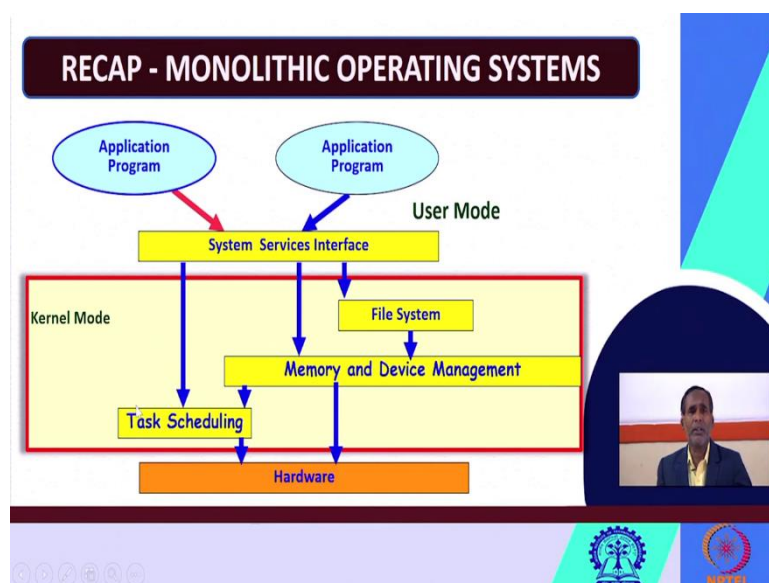 RECAP - MONOLITHIC OPERATING SYSTEMS
Application
Program
Application
Program
User Mode
System Services Interface
Kernel Mode
File System
Memory and Device Management
Task Scheduling
Hardware
NPTEL